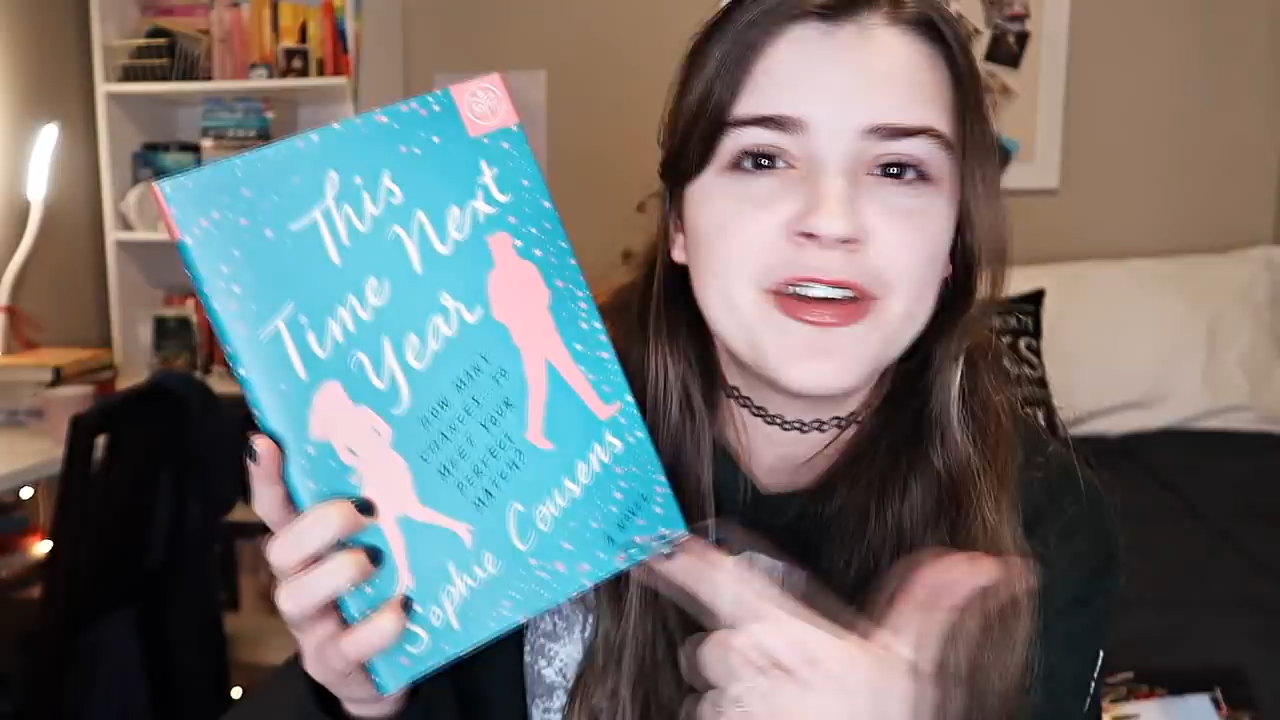 This
Time Next
Year
HOW MANY
CHANCES TO
MEET YOUR
PERFECT
MATCH?
Sophie Cousens
A NOVEL